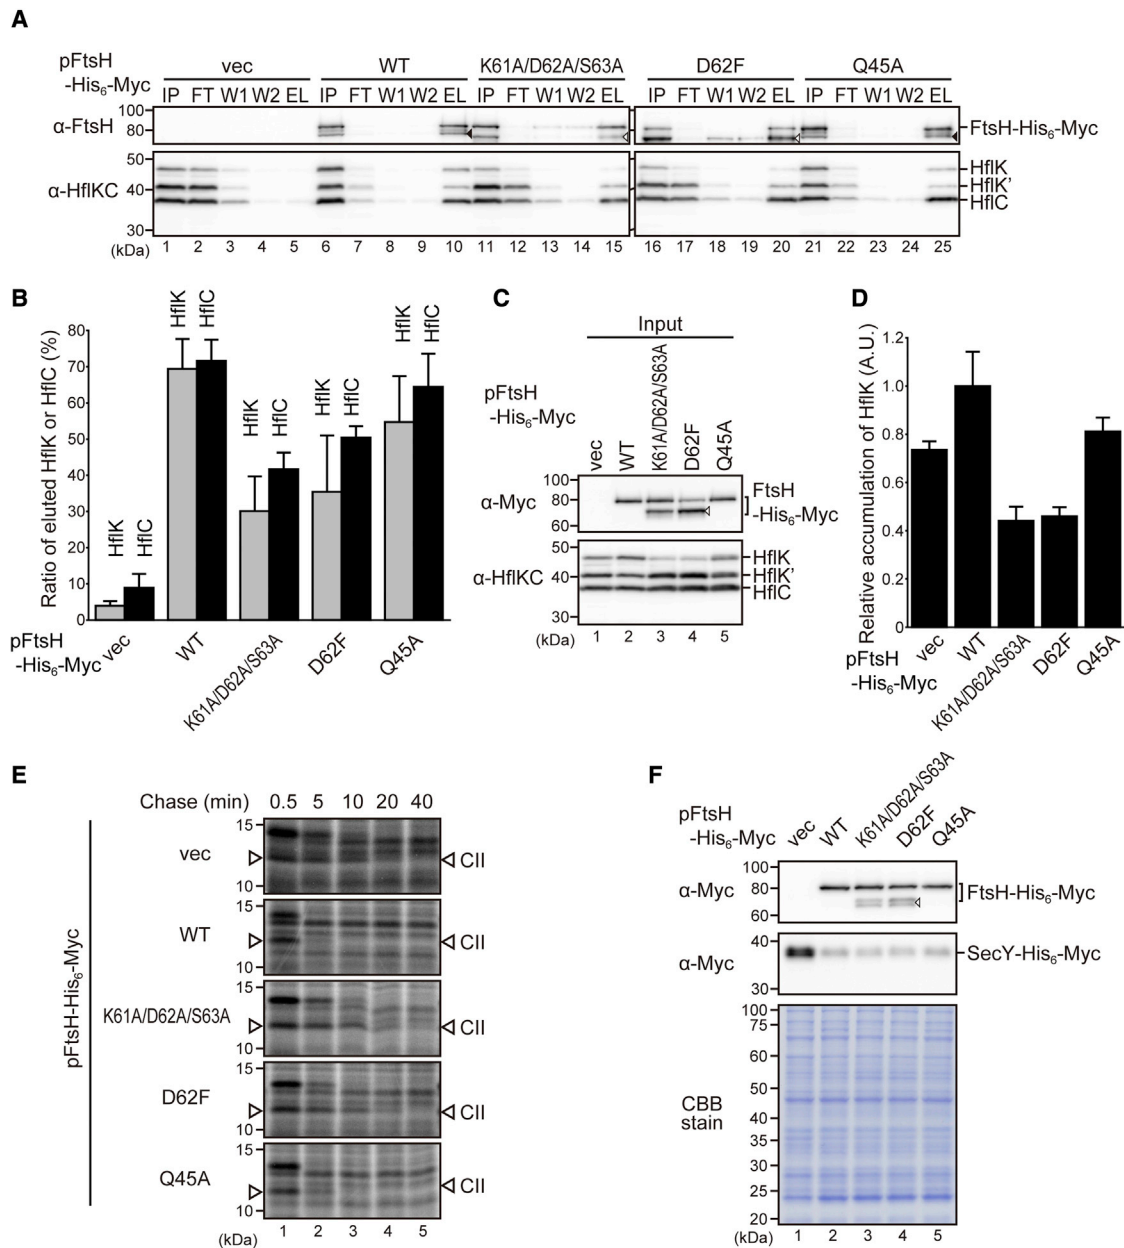 A
pFtsH
-His6-Myc
vec WT K61A/D62A/S63A D62F Q45A
IP FT W1 W2 EL IP FT W1 W2 EL IP FT W1 W2 EL IP FT W1 W2 EL IP FT W1 W2 EL
α-FtsH
100
80
FtsH-His6-Myc
α-HflKC
50
40
30
HflK
HflK'
HflC
(kDa) 1 2 3 4 5 6 7 8 9 10 11 12 13 14 15 16 17 18 19 20 21 22 23 24 25
B
Ratio of eluted HflK or HflC (%)
80
70
60
50
40
30
20
10
0
HflK HflC HflK HflC HflK HflC HflK HflC HflK HflC
pFtsH
-His6-Myc
vec WT K61A/D62A/S63A D62F Q45A
C
Input
pFtsH
-His6-Myc
vec WT K61A/D62A/S63A D62F Q45A
α-Myc
100
80
60
FtsH
-His6-Myc
α-HflKC
50
40
30
HflK
HflK'
HflC
(kDa) 1 2 3 4 5
D
Relative accumulation of HflK (A.U.)
1.2
1.0
0.8
0.6
0.4
0.2
0
pFtsH
-His6-Myc
vec WT K61A/D62A/S63A D62F Q45A
E
Chase (min) 0.5 5 10 20 40
pFtsH-His6-Myc
15
vec CII
10
15
WT CII
10
15
K61A/D62A/S63A CII
10
15
D62F CII
10
15
Q45A CII
10
(kDa) 1 2 3 4 5
F
pFtsH
-His6-Myc
vec WT K61A/D62A/S63A D62F Q45A
α-Myc
100
80
60
FtsH-His6-Myc
α-Myc
40
30
SecY-His6-Myc
CBB
stain
100
75
60
50
40
35
30
25
20
(kDa) 1 2 3 4 5